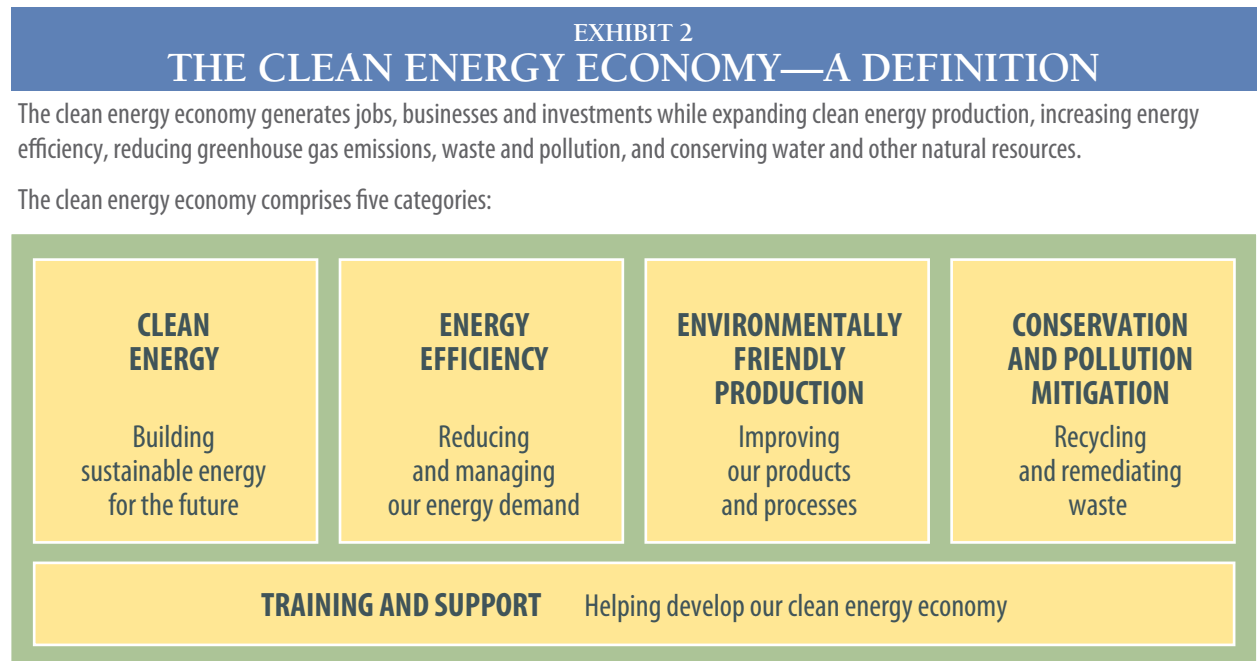 EXHIBIT 2
THE CLEAN ENERGY ECONOMY—A DEFINITION
The clean energy economy generates jobs, businesses and investments while expanding clean energy production, increasing energy
efficiency, reducing greenhouse gas emissions, waste and pollution, and conserving water and other natural resources.
The clean energy economy comprises five categories:
CLEAN
ENERGY
Building
sustainable energy
for the future
ENERGY
EFFICIENCY
Reducing
and managing
our energy demand
ENVIRONMENTALLY
FRIENDLY
PRODUCTION
Improving
our products
and processes
CONSERVATION
AND POLLUTION
MITIGATION
Recycling
and remediating
waste
TRAINING AND SUPPORT Helping develop our clean energy economy